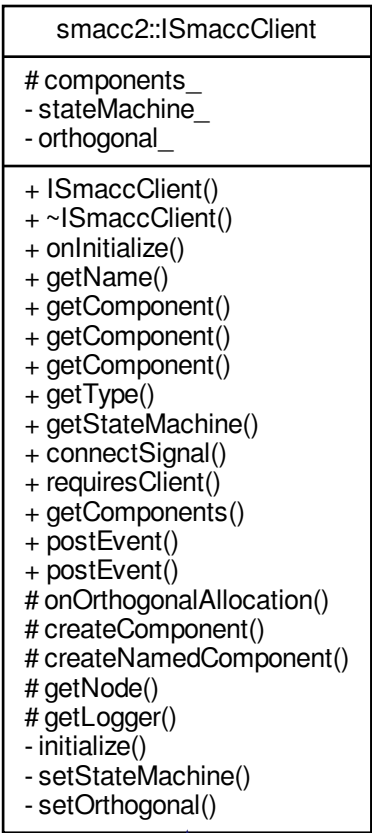 smacc2::ISmaccClient
# components_
- stateMachine_
- orthogonal_
+ ISmaccClient()
+ ~ISmaccClient()
+ onInitialize()
+ getName()
+ getComponent()
+ getComponent()
+ getComponent()
+ getType()
+ getStateMachine()
+ connectSignal()
+ requiresClient()
+ getComponents()
+ postEvent()
+ postEvent()
# onOrthogonalAllocation()
# createComponent()
# createNamedComponent()
# getNode()
# getLogger()
- initialize()
- setStateMachine()
- setOrthogonal()